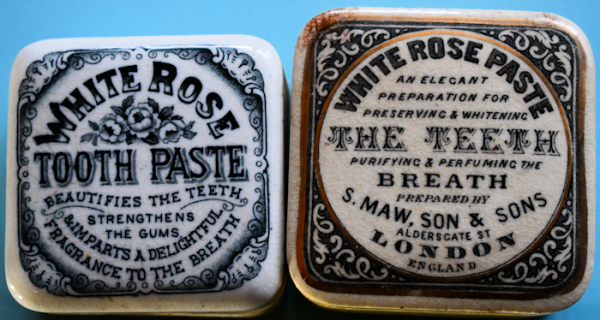 WHITE ROSE
TOOTH PASTE
BEAUTIFIES THE TEETH,
STRENGTHENS
THE GUMS,
& IMPARTS A DELIGHTFUL
FRAGRANCE TO THE BREATH
WHITE ROSE PASTE
AN ELEGANT
PREPARATION FOR
PRESERVING & WHITENING
THE TEETH
PURIFYING & PERFUMING THE
BREATH
PREPARED BY
S. MAW, SON & SONS
ALDERSGATE ST
LONDON
ENGLAND